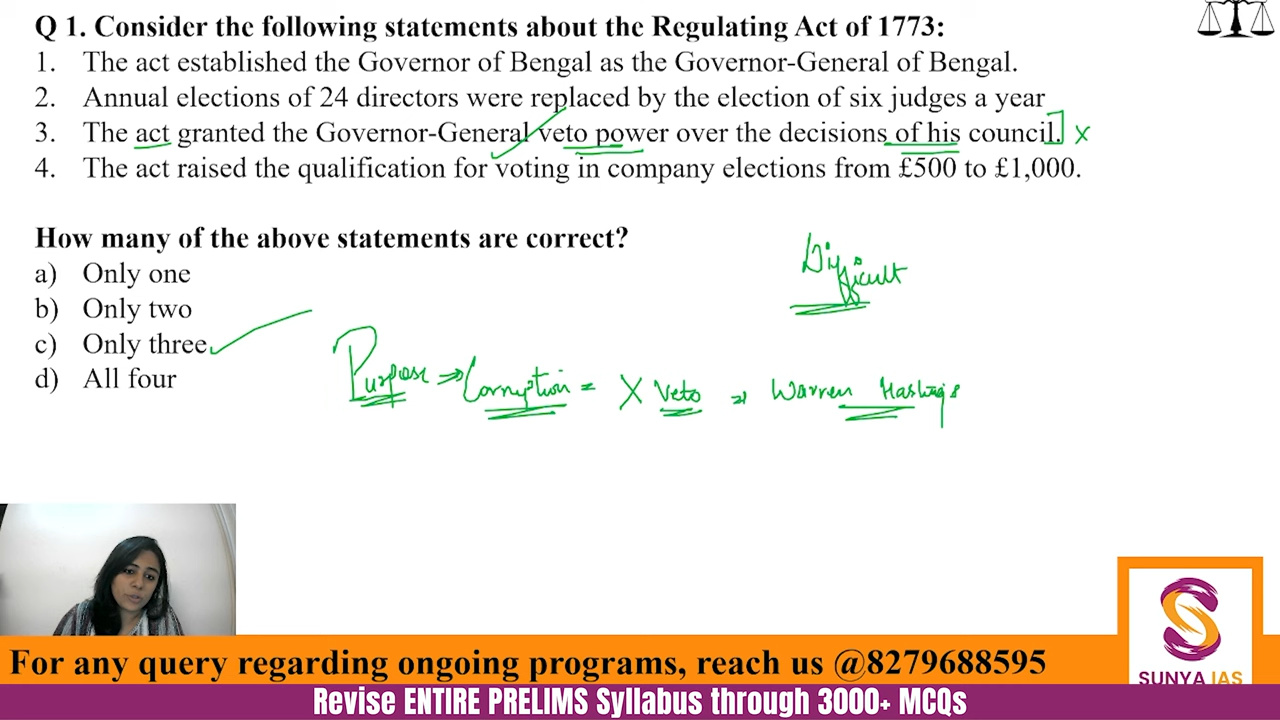 Q 1. Consider the following statements about the Regulating Act of 1773:
1. The act established the Governor of Bengal as the Governor-General of Bengal.
2. Annual elections of 24 directors were replaced by the election of six judges a year
3. The act granted the Governor-General veto power over the decisions of his council. ] x
4. The act raised the qualification for voting in company elections from £500 to £1,000.
How many of the above statements are correct?
Difficult
a) Only one
b) Only two
c) Only three
d) All four
Purpose ⇒ Corruption = X Veto ⇒ Warren Hastings
For any query regarding ongoing programs, reach us @8279688595
SUNYA IAS
Revise ENTIRE PRELIMS Syllabus through 3000+ MCQs